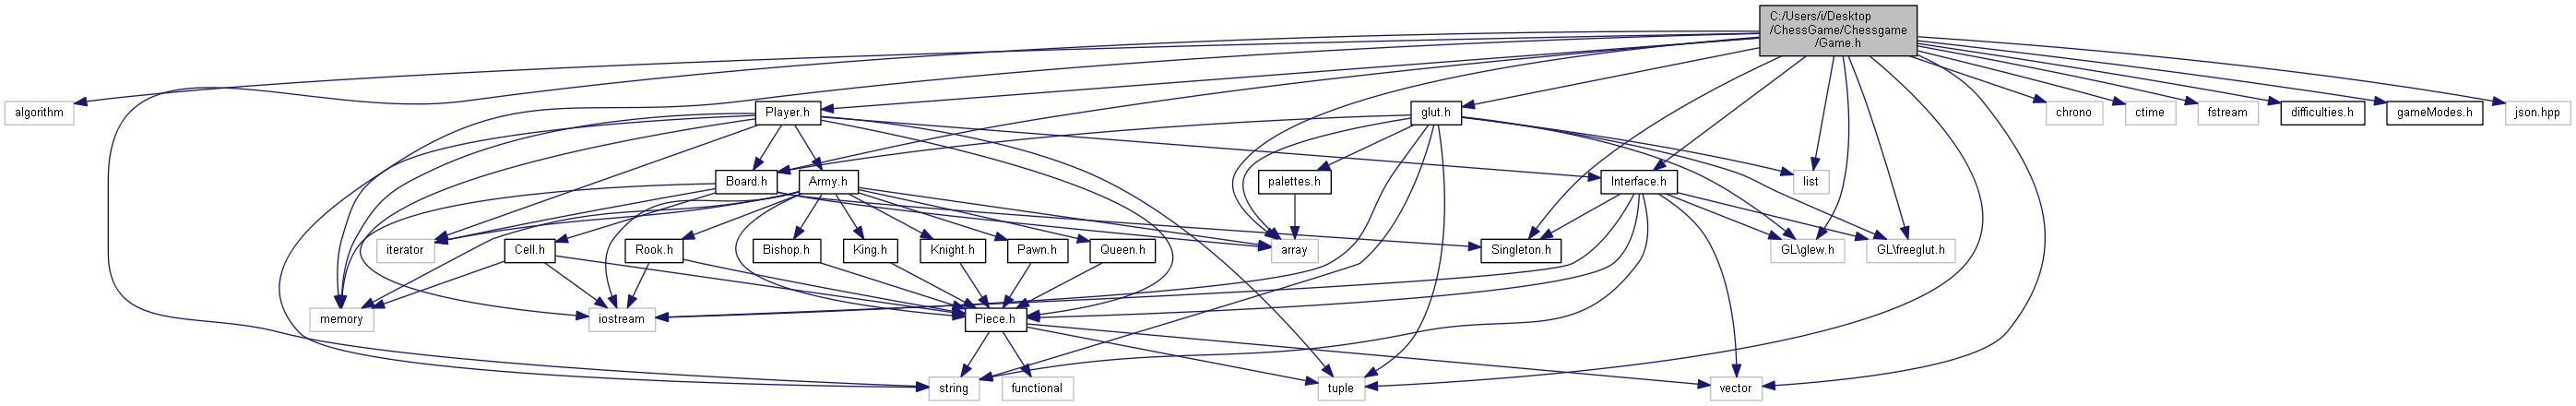 C:/Users/i/Desktop
/ChessGame/Chessgame
/Game.h
algorithm
Player.h
glut.h
chrono
ctime
fstream
difficulties.h
gameModes.h
json.hpp
Board.h
Army.h
palettes.h
Interface.h
list
iterator
Cell.h
Rook.h
Bishop.h
King.h
Knight.h
Pawn.h
Queen.h
array
Singleton.h
GL\glew.h
GL\freeglut.h
memory
iostream
Piece.h
string
functional
tuple
vector